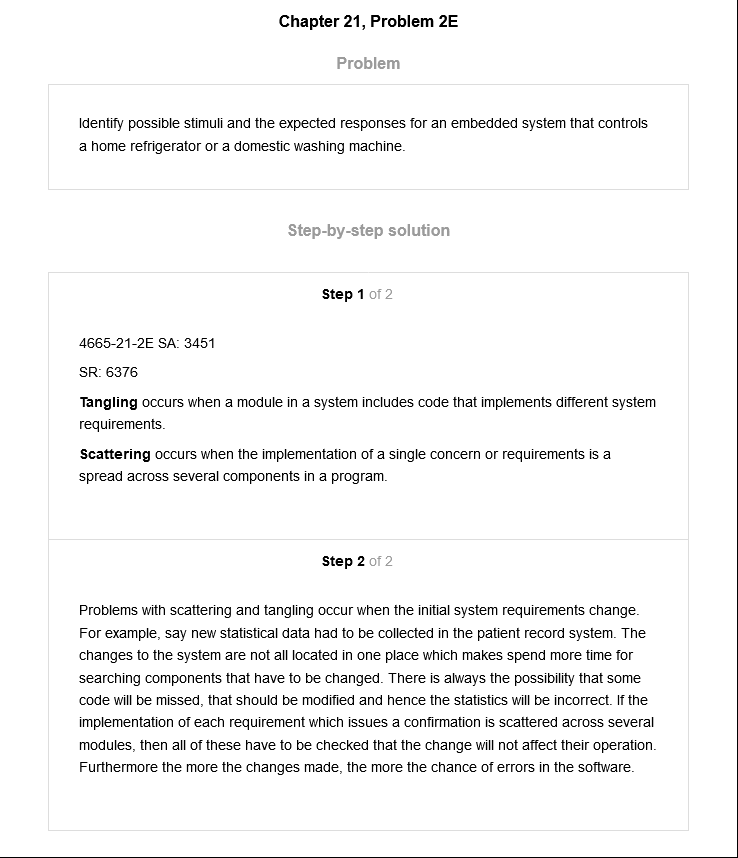 Chapter 21, Problem 2E
Problem
Identify possible stimuli and the expected responses for an embedded system that controls
a home refrigerator or a domestic washing machine.
Step-by-step solution
Step 1 of 2
4665-21-2E SA: 3451
SR: 6376
Tangling occurs when a module in a system includes code that implements different system
requirements.
Scattering occurs when the implementation of a single concern or requirements is a
spread across several components in a program.
Step 2 of 2
Problems with scattering and tangling occur when the initial system requirements change.
For example, say new statistical data had to be collected in the patient record system. The
changes to the system are not all located in one place which makes spend more time for
searching components that have to be changed. There is always the possibility that some
code will be missed, that should be modified and hence the statistics will be incorrect. If the
implementation of each requirement which issues a confirmation is scattered across several
modules, then all of these have to be checked that the change will not affect their operation.
Furthermore the more the changes made, the more the chance of errors in the software.